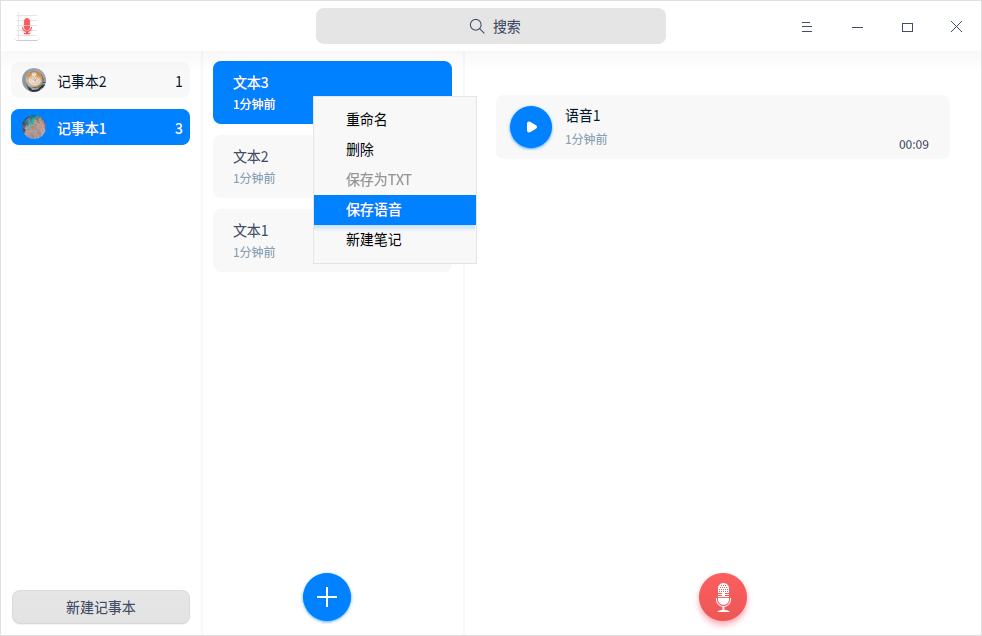 搜索
记事本2
1
记事本1
3
文本3
1分钟前
文本2
1分钟前
文本1
1分钟前
重命名
删除
保存为TXT
保存语音
新建笔记
语音1
1分钟前
00:09
新建记事本